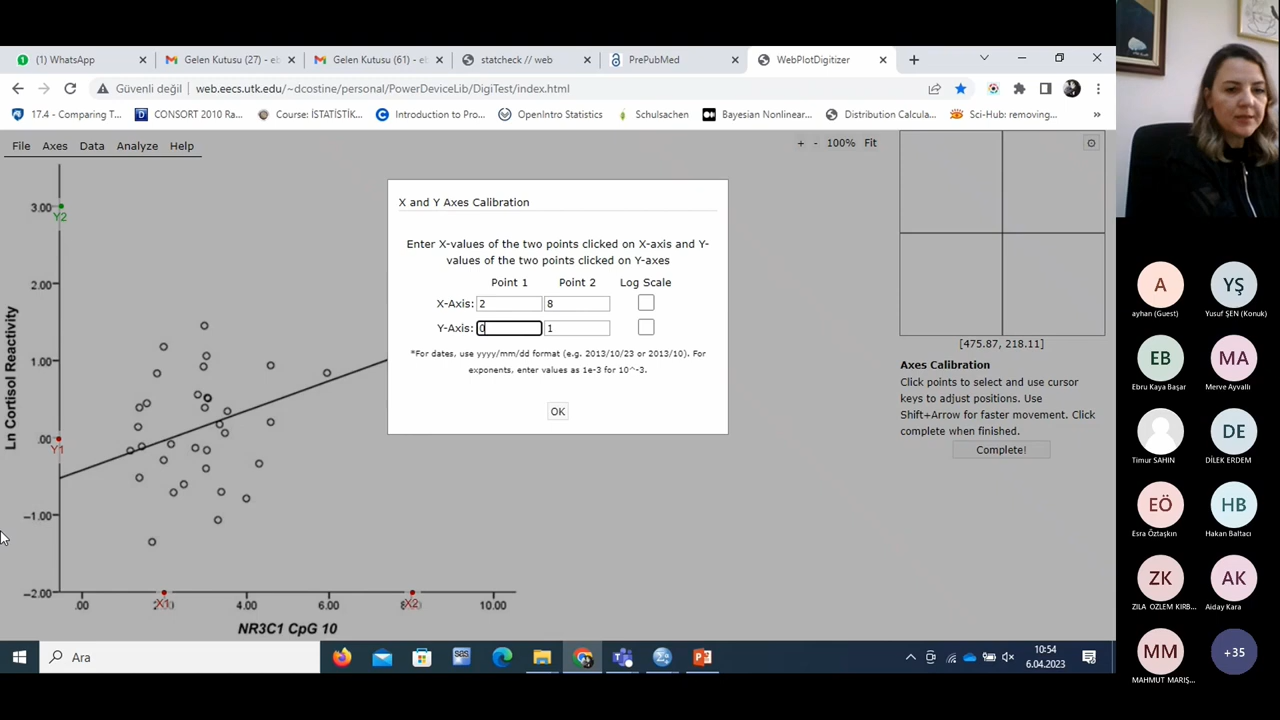 (1) WhatsApp
Gelen Kutusu (27) - eb
Gelen Kutusu (61) - eb
statcheck // web
PrePubMed
WebPlotDigitizer
Güvenli değil
web.eecs.utk.edu/~dcostine/personal/PowerDeviceLib/DigiTest/index.html
17.4 - Comparing T...
CONSORT 2010 Ra...
Course: İSTATİSTİK...
Introduction to Pro...
OpenIntro Statistics
Schulsachen
Bayesian Nonlinear...
Distribution Calcula...
Sci-Hub: removing...
»
File Axes Data Analyze Help
+ - 100% Fit
X and Y Axes Calibration
Enter X-values of the two points clicked on X-axis and Y-
values of the two points clicked on Y-axes
Point 1 Point 2 Log Scale
X-Axis: 2 8
Y-Axis: 0 1
*For dates, use yyyy/mm/dd format (e.g. 2013/10/23 or 2013/10). For
exponents, enter values as 1e-3 for 10^-3.
OK
[475.87, 218.11]
Axes Calibration
Click points to select and use cursor
keys to adjust positions. Use
Shift+Arrow for faster movement. Click
complete when finished.
Complete!
Ln Cortisol Reactivity
3.00
Y2
2.00
1.00
.00
Y1
−1.00
−2.00
.00
X1
4.00
6.00
X2
10.00
NR3C1 CpG 10
Ara
10:54
6.04.2023
A
ayhan (Guest)
YŞ
Yusuf ŞEN (Konuk)
EB
Ebru Kaya Başar
MA
Merve Ayvallı
Timur SAHIN
DE
DİLEK ERDEM
EÖ
Esra Öztaşkın
HB
Hakan Baltacı
ZK
ZILA OZLEM KIRB...
AK
Aiday Kara
MM
MAHMUT MARIŞ...
+35